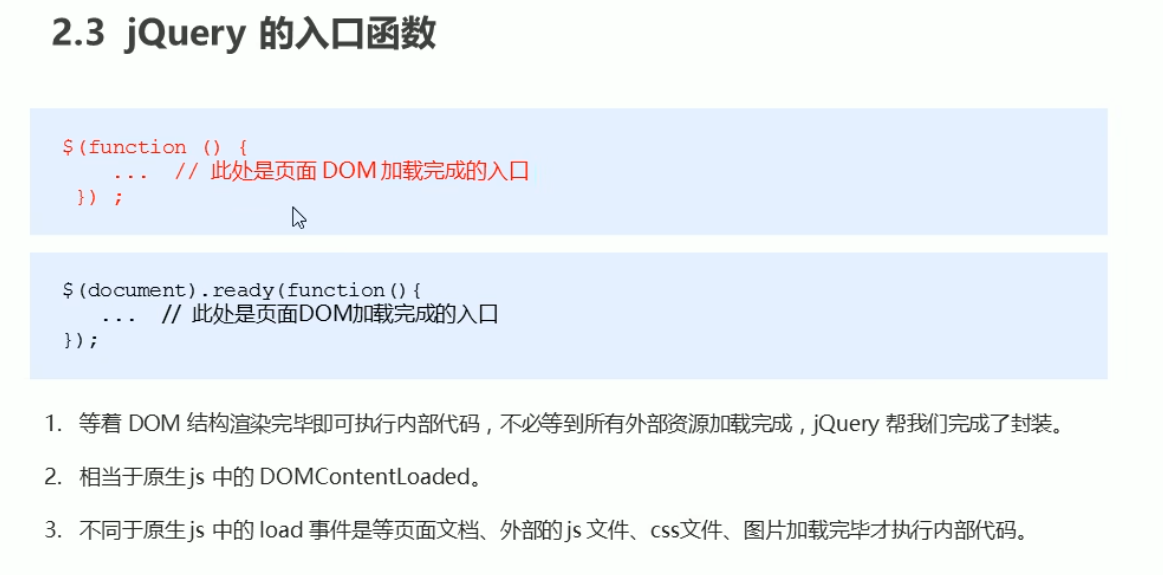 2.3 jQuery 的入口函数
$(function () {
... // 此处是页面 DOM 加载完成的入口
}) ;
$(document).ready(function(){
... // 此处是页面DOM加载完成的入口
});
1. 等着 DOM 结构渲染完毕即可执行内部代码，不必等到所有外部资源加载完成，jQuery 帮我们完成了封装。
2. 相当于原生 js 中的 DOMContentLoaded。
3. 不同于原生 js 中的 load 事件是等页面文档、外部的 js 文件、css文件、图片加载完毕才执行内部代码。